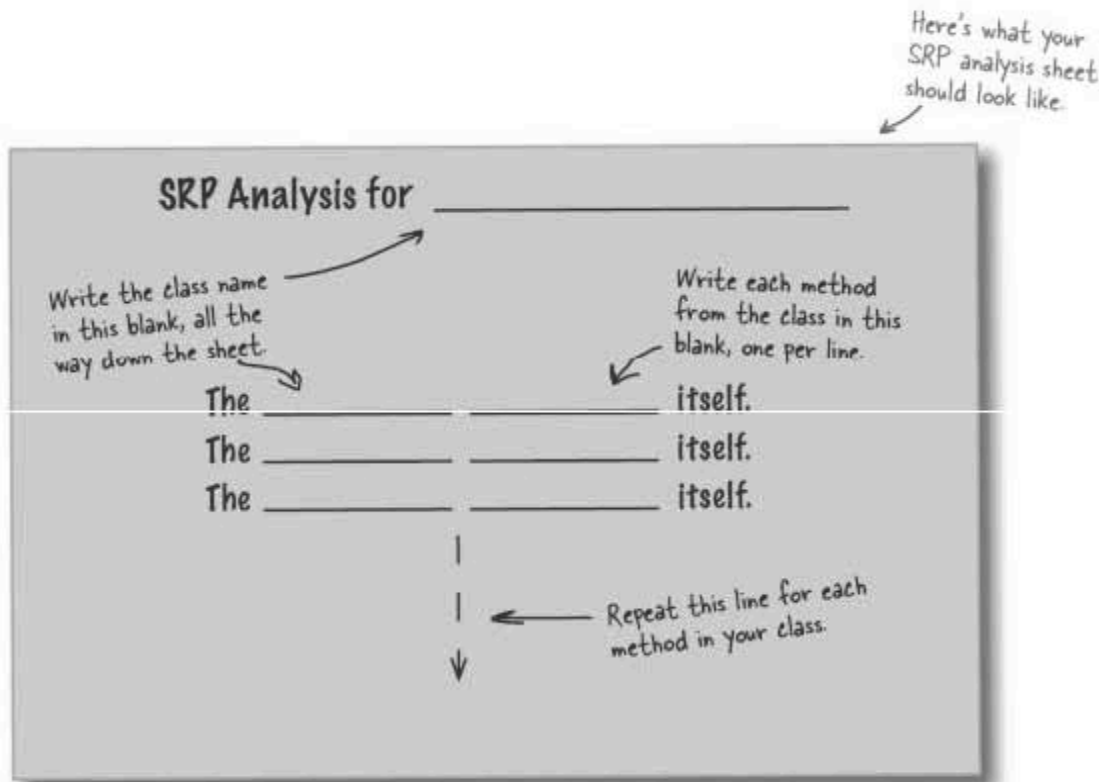 Here's what your
SRP analysis sheet
should look like.
SRP Analysis for
Write the class name
in this blank, all the
way down the sheet.
Write each method
from the class in this
blank, one per line.
The itself.
The itself.
The itself.
Repeat this line for each
method in your class.